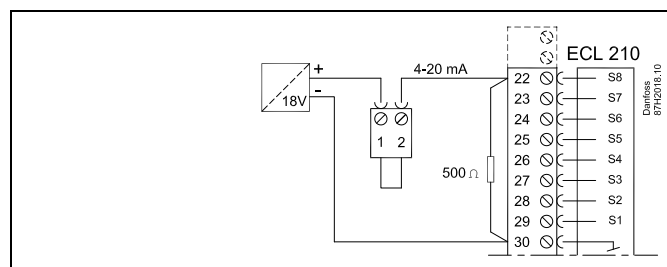 ECL 210
+
4-20 mA
22
S8
-
18V
23
S7
24
S6
1
2
25
S5
26
S4
500 Ω
27
S3
28
S2
29
S1
30
Danfoss
87H2018.10